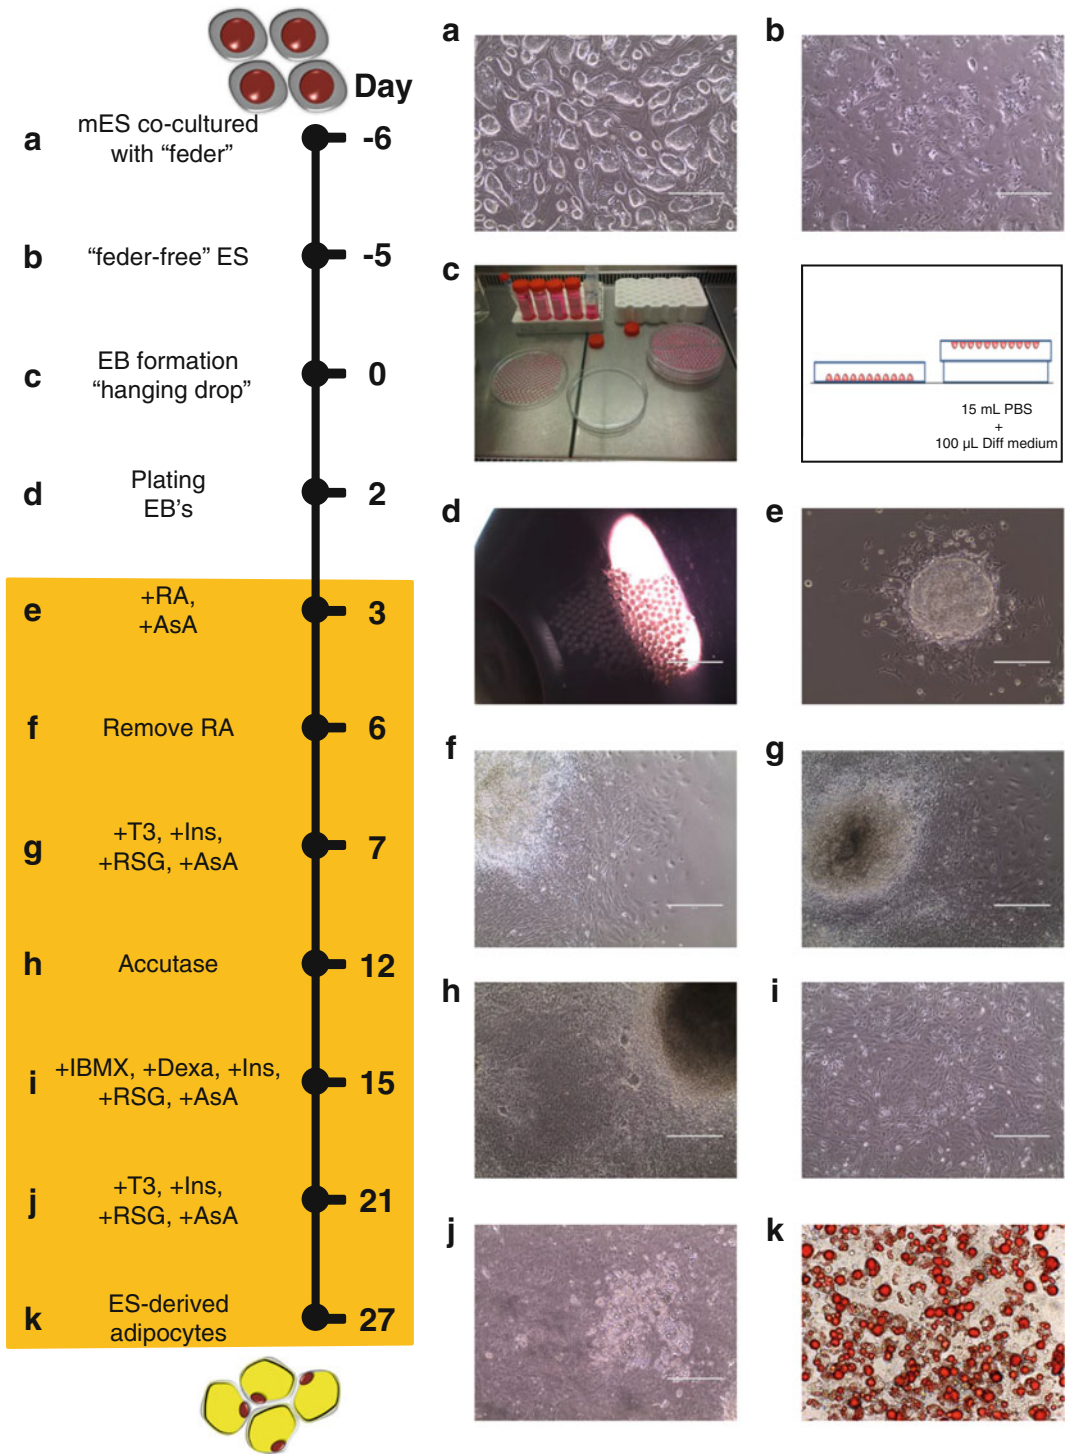 Day
a
mES co-cultured
with “feder”
-6
b
“feder-free” ES
-5
c
EB formation
“hanging drop”
0
d
Plating
EB’s
2
e
+RA,
+AsA
3
f
Remove RA
6
g
+T3, +Ins,
+RSG, +AsA
7
h
Accutase
12
i
+IBMX, +Dexa, +Ins,
+RSG, +AsA
15
j
+T3, +Ins,
+RSG, +AsA
21
k
ES-derived
adipocytes
27
a
b
c
15 mL PBS
+
100 µL Diff medium
d
e
f
g
h
i
j
k